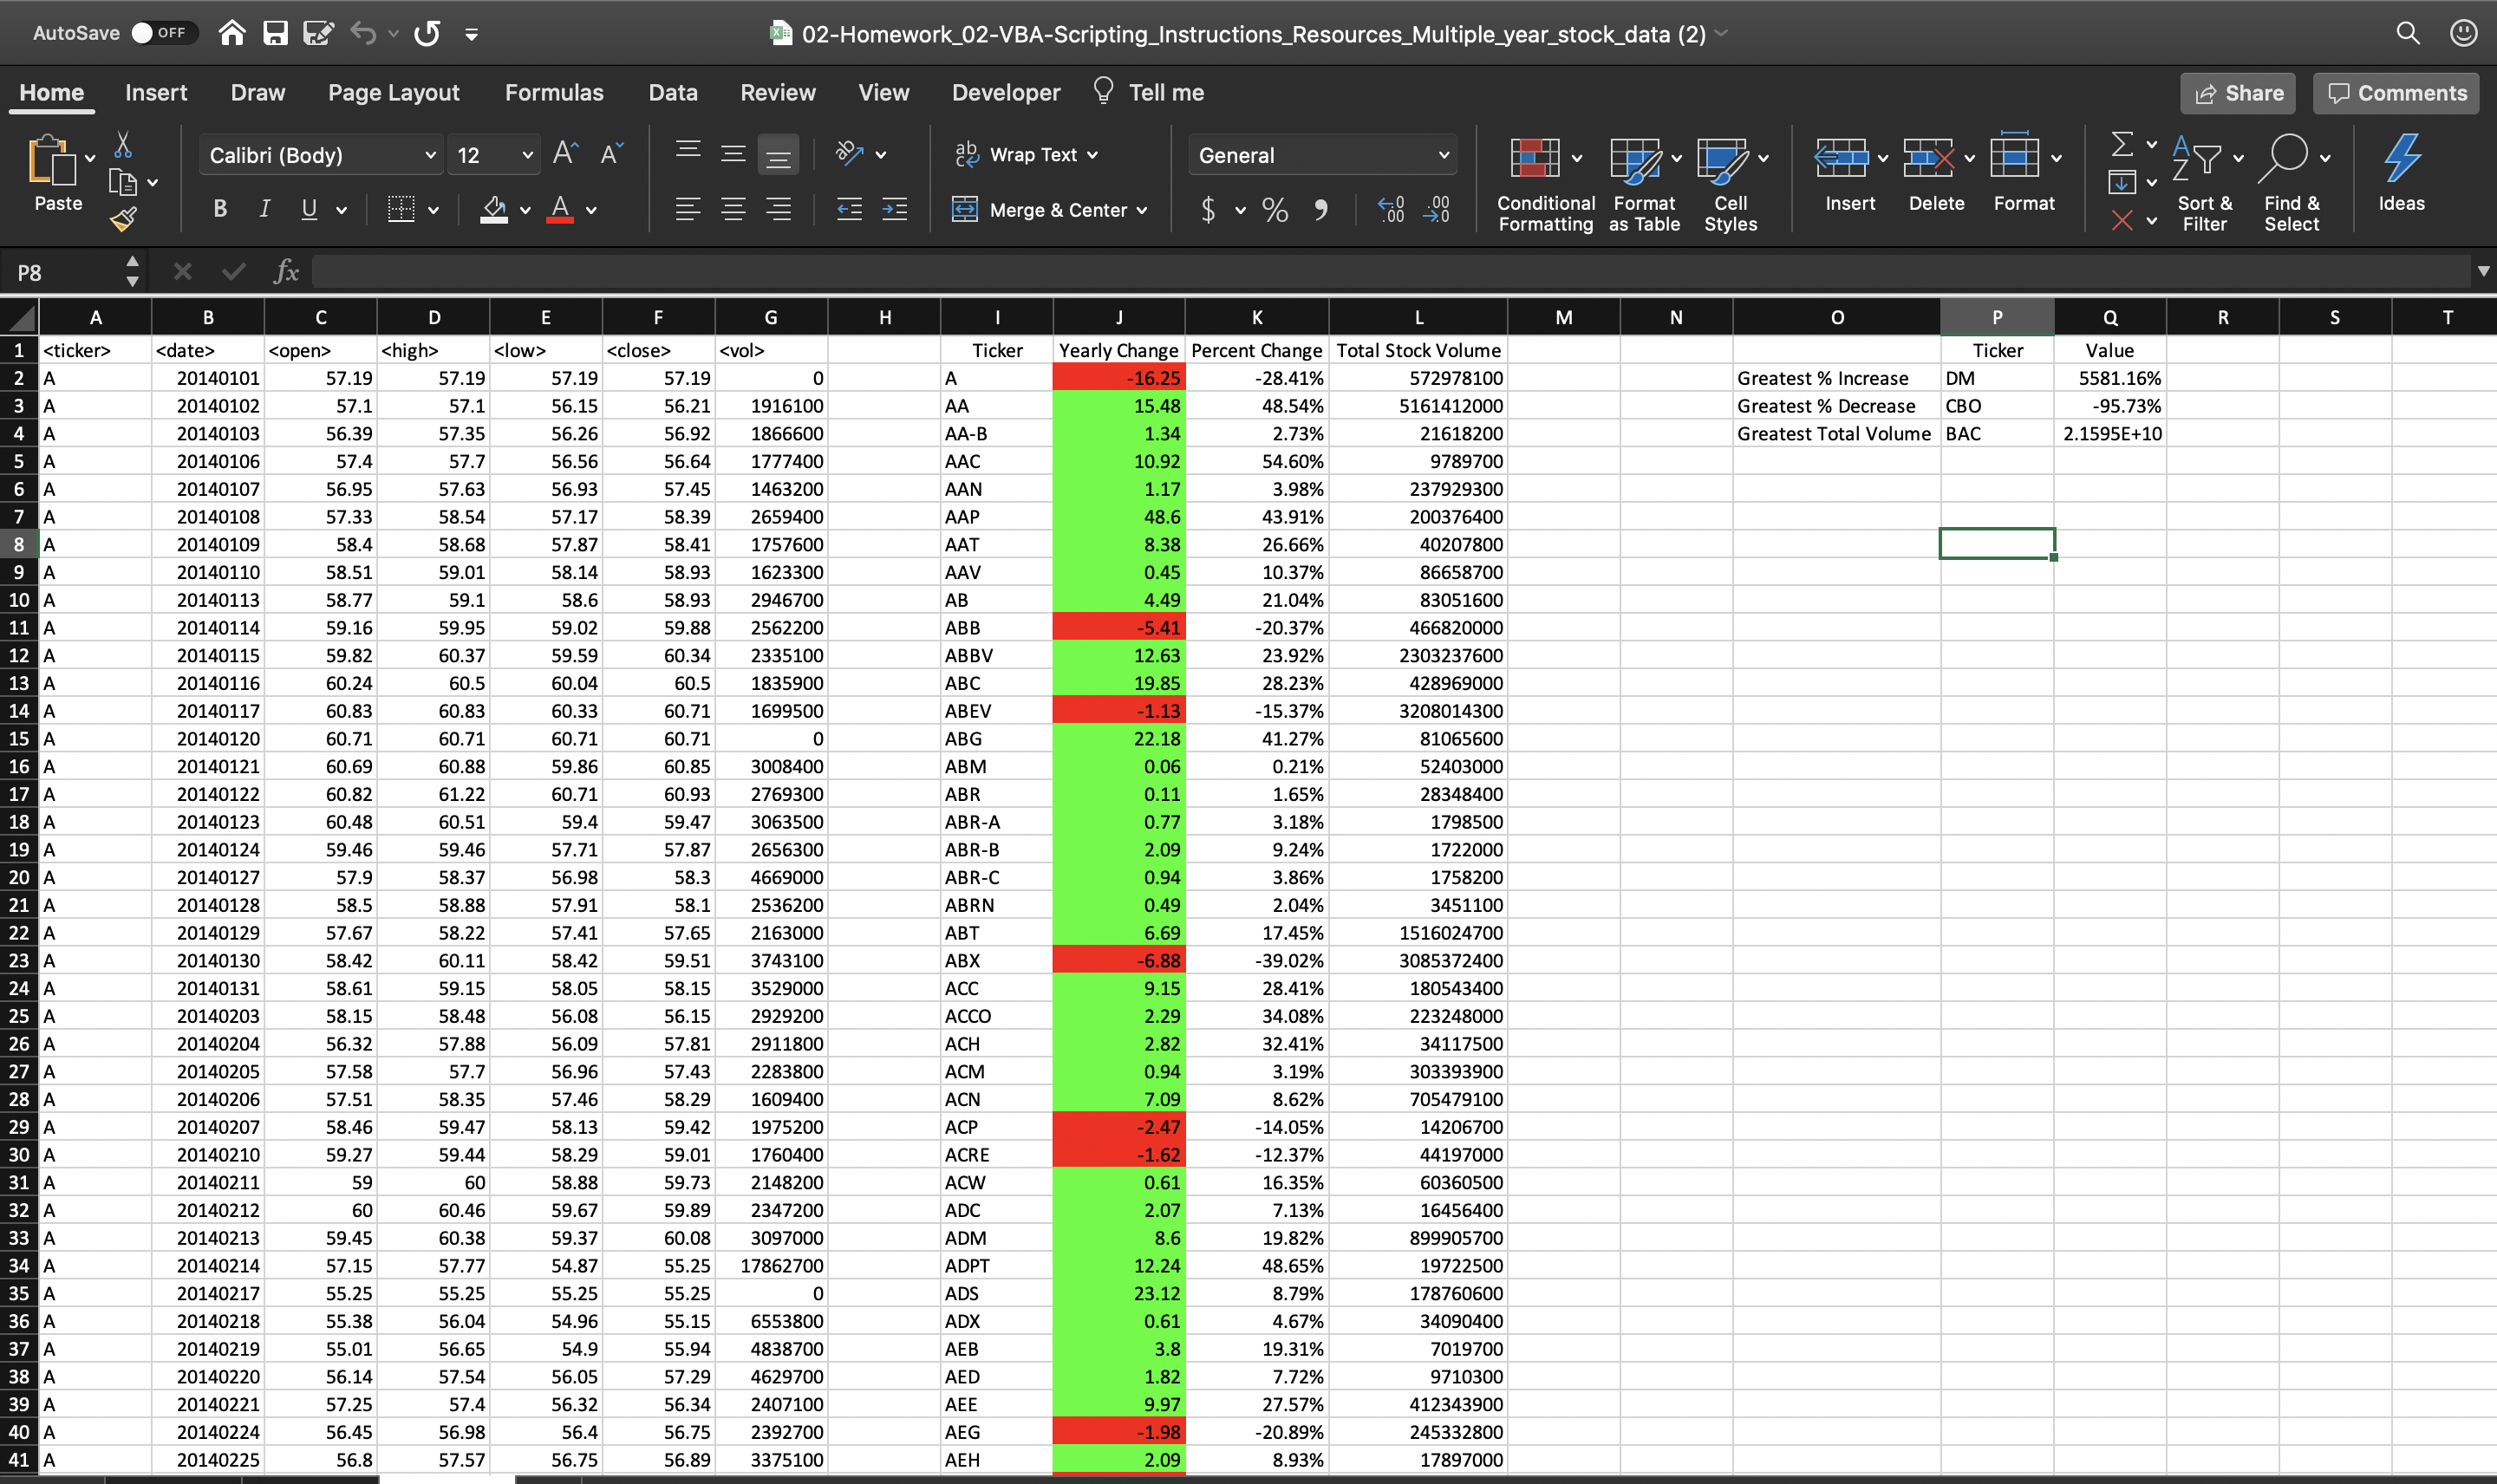 AutoSave OFF 02-Homework_02-VBA-Scripting_Instructions_Resources_Multiple_year_stock_data (2)
Home Insert Draw Page Layout Formulas Data Review View Developer Tell me Share Comments
Calibri (Body) 12 A A ab Wrap Text General
Paste B I U A Merge & Center $ % 9 .00 .00 Conditional Formatting Format as Table Cell Styles Insert Delete Format Sort & Filter Find & Select Ideas
P8 fx
A B C D E F G H I J K L M N O P Q R S T
1 <ticker> <date> <open> <high> <low> <close> <vol> Ticker Yearly Change Percent Change Total Stock Volume Ticker Value
2 A 20140101 57.19 57.19 57.19 57.19 0 A -16.25 -28.41% 572978100 Greatest % Increase DM 5581.16%
3 A 20140102 57.1 57.1 56.15 56.21 1916100 AA 15.48 48.54% 5161412000 Greatest % Decrease CBO -95.73%
4 A 20140103 56.39 57.35 56.26 56.92 1866600 AA-B 1.34 2.73% 21618200 Greatest Total Volume BAC 2.1595E+10
5 A 20140106 57.4 57.7 56.56 56.64 1777400 AAC 10.92 54.60% 9789700
6 A 20140107 56.95 57.63 56.93 57.45 1463200 AAN 1.17 3.98% 237929300
7 A 20140108 57.33 58.54 57.17 58.39 2659400 AAP 48.6 43.91% 200376400
8 A 20140109 58.4 58.68 57.87 58.41 1757600 AAT 8.38 26.66% 40207800
9 A 20140110 58.51 59.01 58.14 58.93 1623300 AAV 0.45 10.37% 86658700
10 A 20140113 58.77 59.1 58.6 58.93 2946700 AB 4.49 21.04% 83051600
11 A 20140114 59.16 59.95 59.02 59.88 2562200 ABB -5.41 -20.37% 466820000
12 A 20140115 59.82 60.37 59.59 60.34 2335100 ABBV 12.63 23.92% 2303237600
13 A 20140116 60.24 60.5 60.04 60.5 1835900 ABC 19.85 28.23% 428969000
14 A 20140117 60.83 60.83 60.33 60.71 1699500 ABEV -1.13 -15.37% 3208014300
15 A 20140120 60.71 60.71 60.71 60.71 0 ABG 22.18 41.27% 81065600
16 A 20140121 60.69 60.88 59.86 60.85 3008400 ABM 0.06 0.21% 52403000
17 A 20140122 60.82 61.22 60.71 60.93 2769300 ABR 0.11 1.65% 28348400
18 A 20140123 60.48 60.51 59.4 59.47 3063500 ABR-A 0.77 3.18% 1798500
19 A 20140124 59.46 59.46 57.71 57.87 2656300 ABR-B 2.09 9.24% 1722000
20 A 20140127 57.9 58.37 56.98 58.3 4669000 ABR-C 0.94 3.86% 1758200
21 A 20140128 58.5 58.88 57.91 58.1 2536200 ABRN 0.49 2.04% 3451100
22 A 20140129 57.67 58.22 57.41 57.65 2163000 ABT 6.69 17.45% 1516024700
23 A 20140130 58.42 60.11 58.42 59.51 3743100 ABX -6.88 -39.02% 3085372400
24 A 20140131 58.61 59.15 58.05 58.15 3529000 ACC 9.15 28.41% 180543400
25 A 20140203 58.15 58.48 56.08 56.15 2929200 ACCO 2.29 34.08% 223248000
26 A 20140204 56.32 57.88 56.09 57.81 2911800 ACH 2.82 32.41% 34117500
27 A 20140205 57.58 57.7 56.96 57.43 2283800 ACM 0.94 3.19% 303393900
28 A 20140206 57.51 58.35 57.46 58.29 1609400 ACN 7.09 8.62% 705479100
29 A 20140207 58.46 59.47 58.13 59.42 1975200 ACP -2.47 -14.05% 14206700
30 A 20140210 59.27 59.44 58.29 59.01 1760400 ACRE -1.62 -12.37% 44197000
31 A 20140211 59 60 58.88 59.73 2148200 ACW 0.61 16.35% 60360500
32 A 20140212 60 60.46 59.67 59.89 2347200 ADC 2.07 7.13% 16456400
33 A 20140213 59.45 60.38 59.37 60.08 3097000 ADM 8.6 19.82% 899905700
34 A 20140214 57.15 57.77 54.87 55.25 17862700 ADPT 12.24 48.65% 19722500
35 A 20140217 55.25 55.25 55.25 55.25 0 ADS 23.12 8.79% 178760600
36 A 20140218 55.38 56.04 54.96 55.15 6553800 ADX 0.61 4.67% 34090400
37 A 20140219 55.01 56.65 54.9 55.94 4838700 AEB 3.8 19.31% 7019700
38 A 20140220 56.14 57.54 56.05 57.29 4629700 AED 1.82 7.72% 9710300
39 A 20140221 57.25 57.4 56.32 56.34 2407100 AEE 9.97 27.57% 412343900
40 A 20140224 56.45 56.98 56.4 56.75 2392700 AEG -1.98 -20.89% 245332800
41 A 20140225 56.8 57.57 56.75 56.89 3375100 AEH 2.09 8.93% 17897000